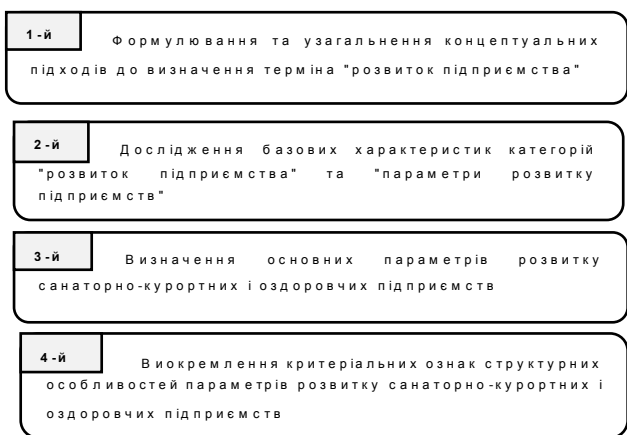 1-й
Формулювання та узагальнення концептуальних
підходів до визначення терміна "розвиток підприємства"
2-й
Дослідження базових характеристик категорій
"розвиток підприємства" та "параметри розвитку
підприємств"
3-й
Визначення основних параметрів розвитку
санаторно-курортних і оздоровчих підприємств
4-й
Виокремлення критеріальних ознак структурних
особливостей параметрів розвитку санаторно-курортних і
оздоровчих підприємств